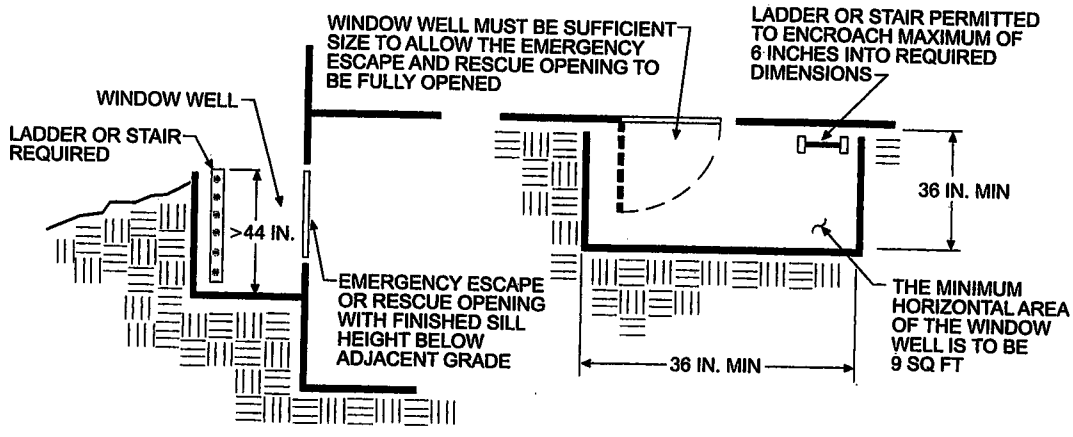 WINDOW WELL MUST BE SUFFICIENT
SIZE TO ALLOW THE EMERGENCY
ESCAPE AND RESCUE OPENING TO
BE FULLY OPENED
LADDER OR STAIR PERMITTED
TO ENCROACH MAXIMUM OF
6 INCHES INTO REQUIRED
DIMENSIONS
WINDOW WELL
LADDER OR STAIR
REQUIRED
>44 IN.
36 IN. MIN
EMERGENCY ESCAPE
OR RESCUE OPENING
WITH FINISHED SILL
HEIGHT BELOW
ADJACENT GRADE
THE MINIMUM
HORIZONTAL AREA
OF THE WINDOW
WELL IS TO BE
9 SQ FT
36 IN. MIN